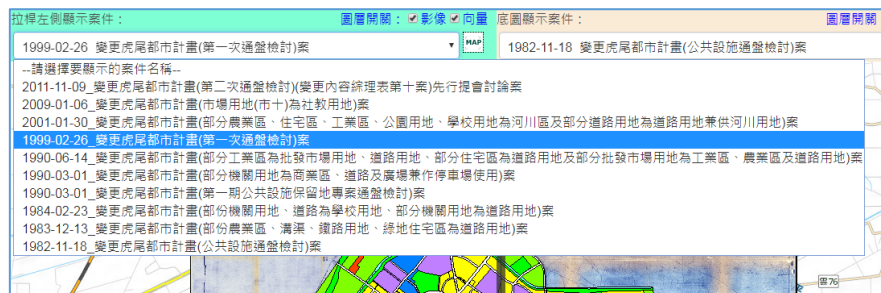 拉桿左側顯示案件： 圖層開關： 影像 向量 底圖顯示案件： 圖層開關
1999-02-26 變更虎尾都市計畫(第一次通盤檢討)案 MAP 1982-11-18 變更虎尾都市計畫(公共設施通盤檢討)案
--請選擇要顯示的案件名稱--
2011-11-09_變更虎尾都市計畫(第二次通盤檢討)(變更內容綜理表第十案)先行提會討論案
2009-01-06_變更虎尾都市計畫(市場用地(市十)為社教用地)案
2001-01-30_變更虎尾都市計畫(部分農業區、住宅區、工業區、公園用地、學校用地為河川區及部分道路用地為道路用地兼供河川用地)案
1999-02-26_變更虎尾都市計畫(第一次通盤檢討)案
1990-06-14_變更虎尾都市計畫(部分工業區為批發市場用地、道路用地、部分住宅區為道路用地及部分批發市場用地為工業區、農業區及道路用地)案
1990-03-01_變更虎尾都市計畫(部分機關用地為商業區、道路及廣場兼作停車場使用)案
1990-03-01_變更虎尾都市計畫(第一期公共設施保留地專案通盤檢討)案
1984-02-23_變更虎尾都市計畫(部份機關用地、道路為學校用地、部分機關用地為道路用地)案
1983-12-13_變更虎尾都市計畫(部份農業區、溝渠、鐵路用地、綠地住宅區為道路用地)案
1982-11-18_變更虎尾都市計畫(公共設施通盤檢討)案